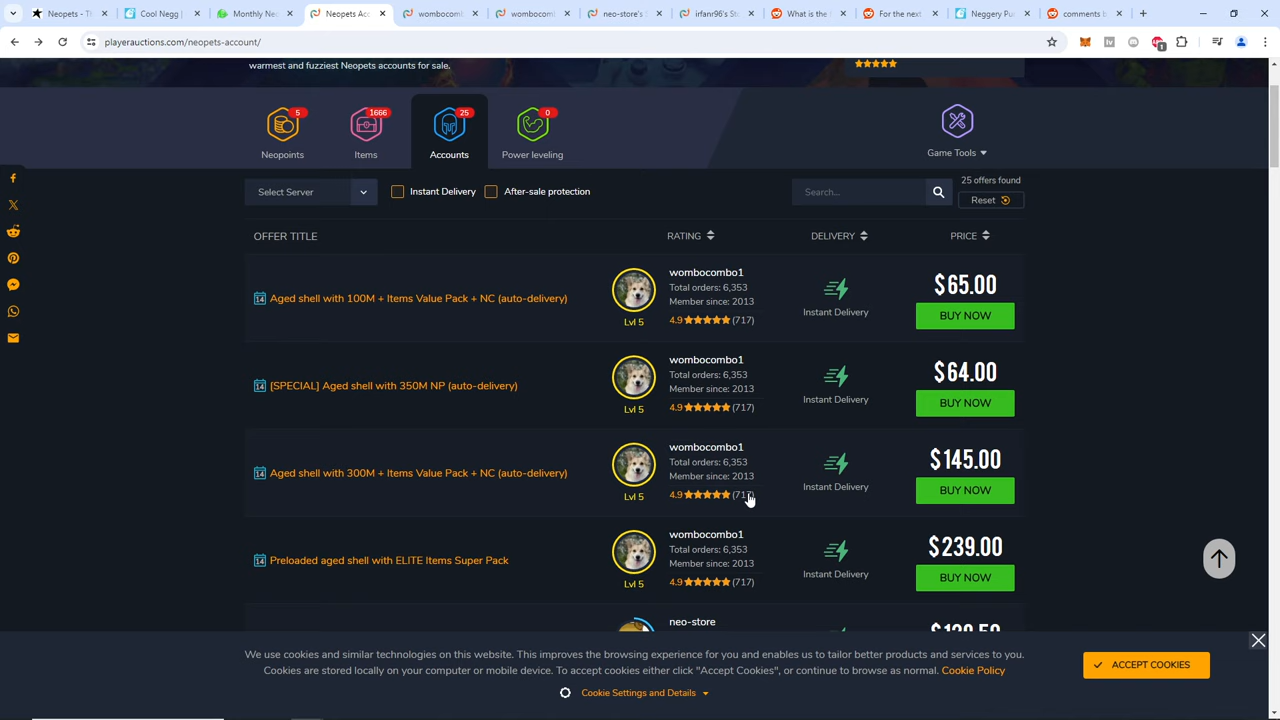 Neopets - T
Cool Negg |
Monthly Ne
Neopets Acc
wombocomb
wombocom
neo-store's
irfanr96's St
What is the
For the next
Neggery Pu
comments b
playerauctions.com/neopets-account/
warmest and fuzziest Neopets accounts for sale.
5
1666
25
0
Neopoints
Items
Accounts
Power leveling
Game Tools
Select Server
Instant Delivery
After-sale protection
Search...
25 offers found
Reset
OFFER TITLE
RATING
DELIVERY
PRICE
14 Aged shell with 100M + Items Value Pack + NC (auto-delivery)
wombocombo1
Total orders: 6,353
Member since: 2013
4.9 (717)
Lvl 5
Instant Delivery
$65.00
BUY NOW
14 [SPECIAL] Aged shell with 350M NP (auto-delivery)
wombocombo1
Total orders: 6,353
Member since: 2013
4.9 (717)
Lvl 5
Instant Delivery
$64.00
BUY NOW
14 Aged shell with 300M + Items Value Pack + NC (auto-delivery)
wombocombo1
Total orders: 6,353
Member since: 2013
4.9 (717)
Lvl 5
Instant Delivery
$145.00
BUY NOW
14 Preloaded aged shell with ELITE Items Super Pack
wombocombo1
Total orders: 6,353
Member since: 2013
4.9 (717)
Lvl 5
Instant Delivery
$239.00
BUY NOW
neo-store
We use cookies and similar technologies on this website. This improves the browsing experience for you and enables us to tailor better products and services to you.
Cookies are stored locally on your computer or mobile device. To accept cookies either click "Accept Cookies", or continue to browse as normal. Cookie Policy
Cookie Settings and Details
ACCEPT COOKIES